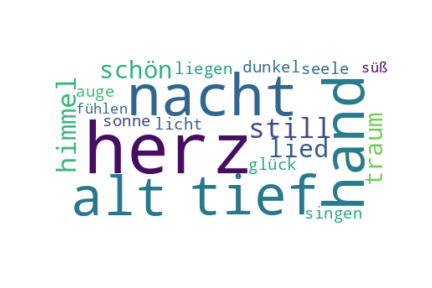 schön liegen dunkel seele süß
himmel auge nacht hand traum
fühlen
sonne licht still
herz lied
glück
alt tief singen